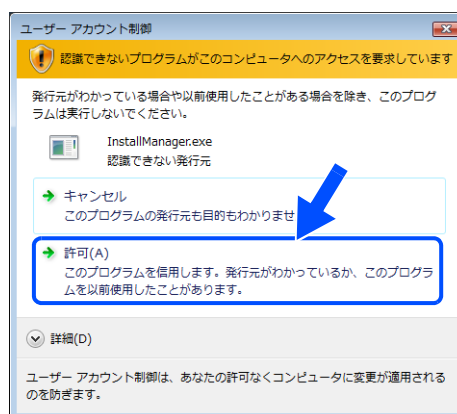 ユーザー アカウント制御
認識できないプログラムがこのコンピュータへのアクセスを要求しています
発行元がわかっている場合や以前使用したことがある場合を除き、このプログ
ラムは実行しないでください。
InstallManager.exe
認識できない発行元
キャンセル
このプログラムの発行元も目的もわかりませ
許可(A)
このプログラムを信用します。発行元がわかっているか、このプログラ
ムを以前使用したことがあります。
詳細(D)
ユーザー アカウント制御は、あなたの許可なくコンピュータに変更が適用される
のを防ぎます。